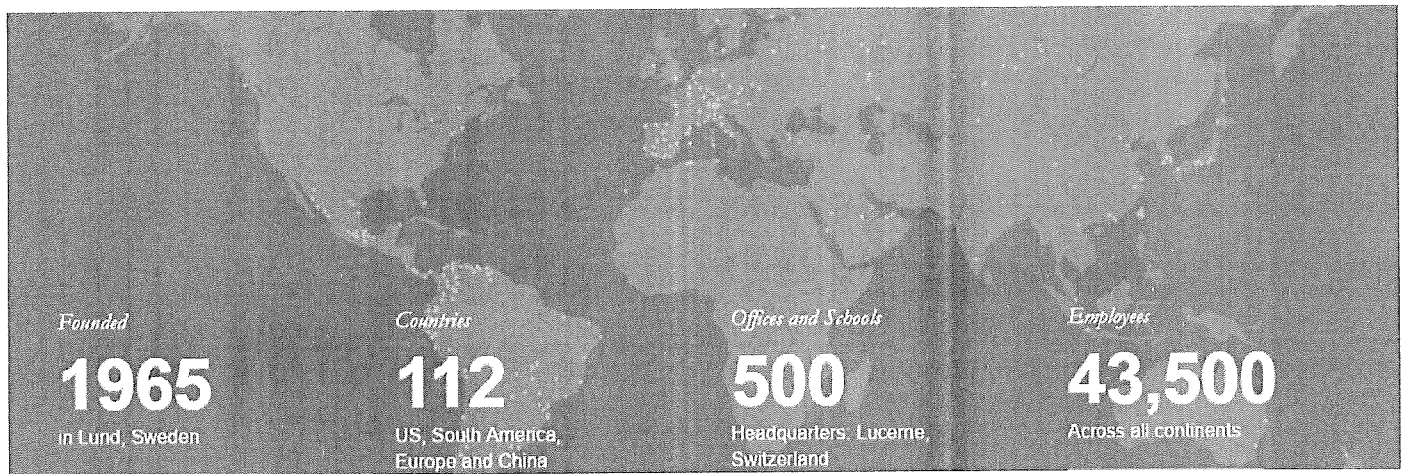 Founded
1965
in Lund, Sweden
Countries
112
US, South America,
Europe and China
Offices and Schools
500
Headquarters: Lucerne,
Switzerland
Employees
43,500
Across all continents